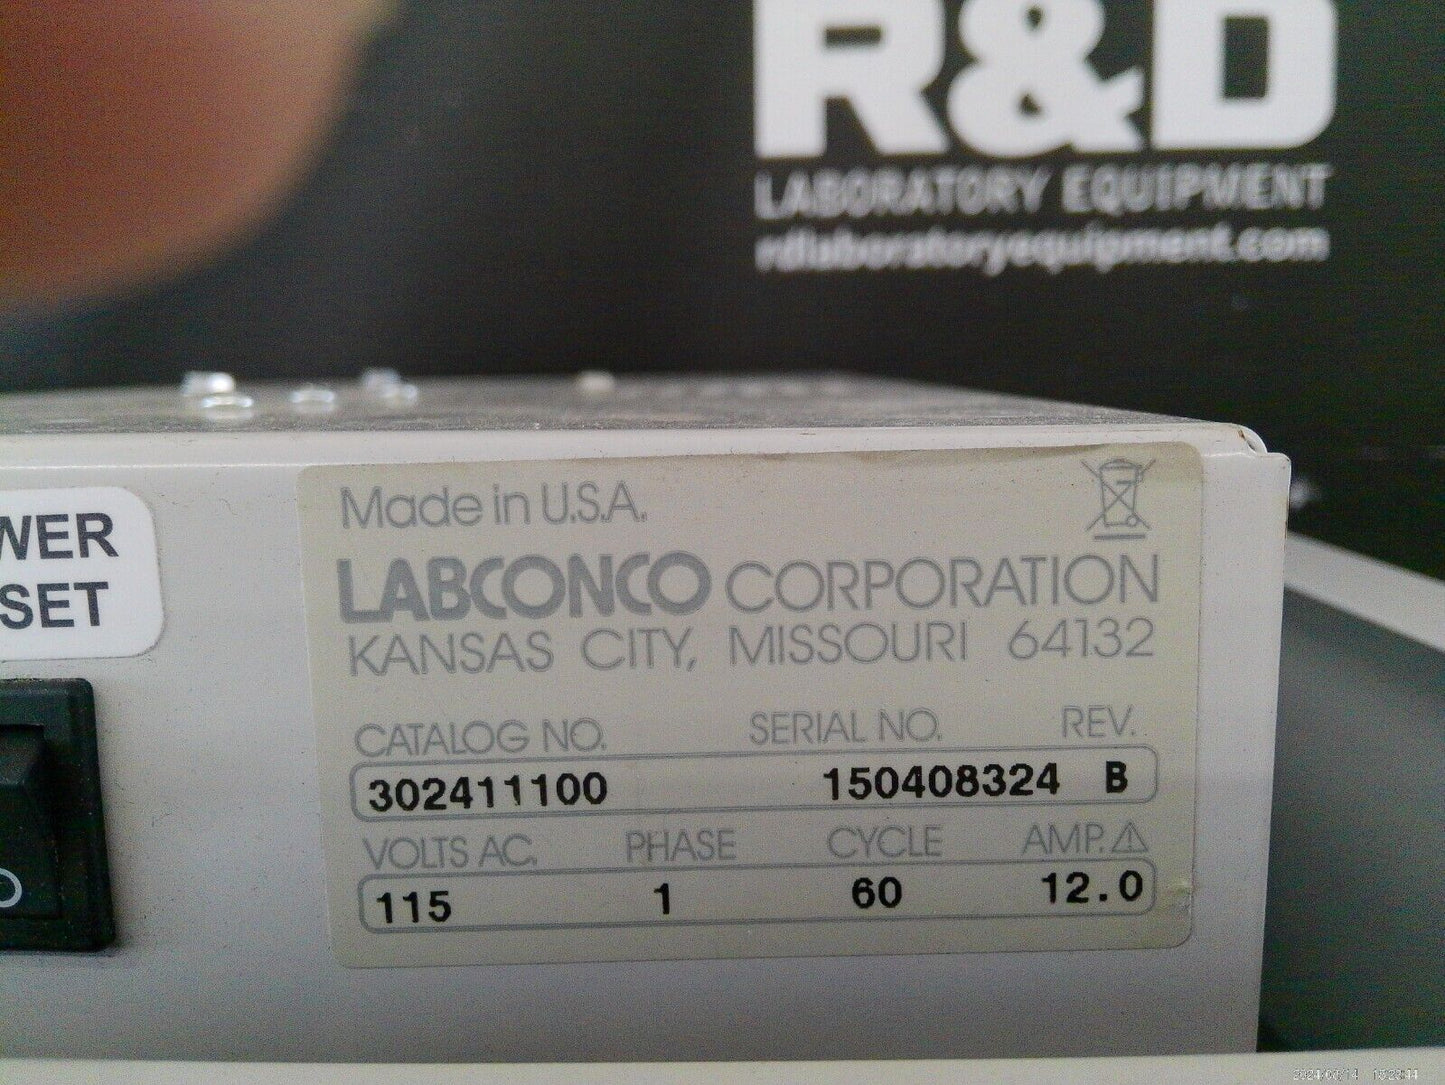 R&D
LABORATORY EQUIPMENT
rdlaboratoryequipment.com
WER
SET
Made in U.S.A.
LABCONCO CORPORATION
KANSAS CITY, MISSOURI 64132
CATALOG NO. SERIAL NO. REV.
302411100 150408324 B
VOLTS AC. PHASE CYCLE AMP.⚠
115 1 60 12.0